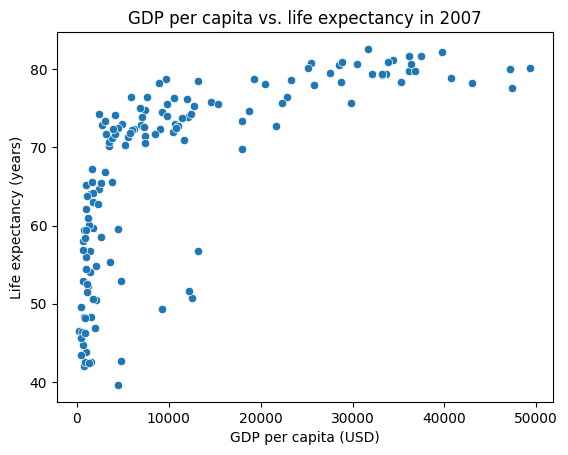 GDP per capita vs. life expectancy in 2007
Life expectancy (years)
80
70
60
50
40
0 10000 20000 30000 40000 50000
GDP per capita (USD)